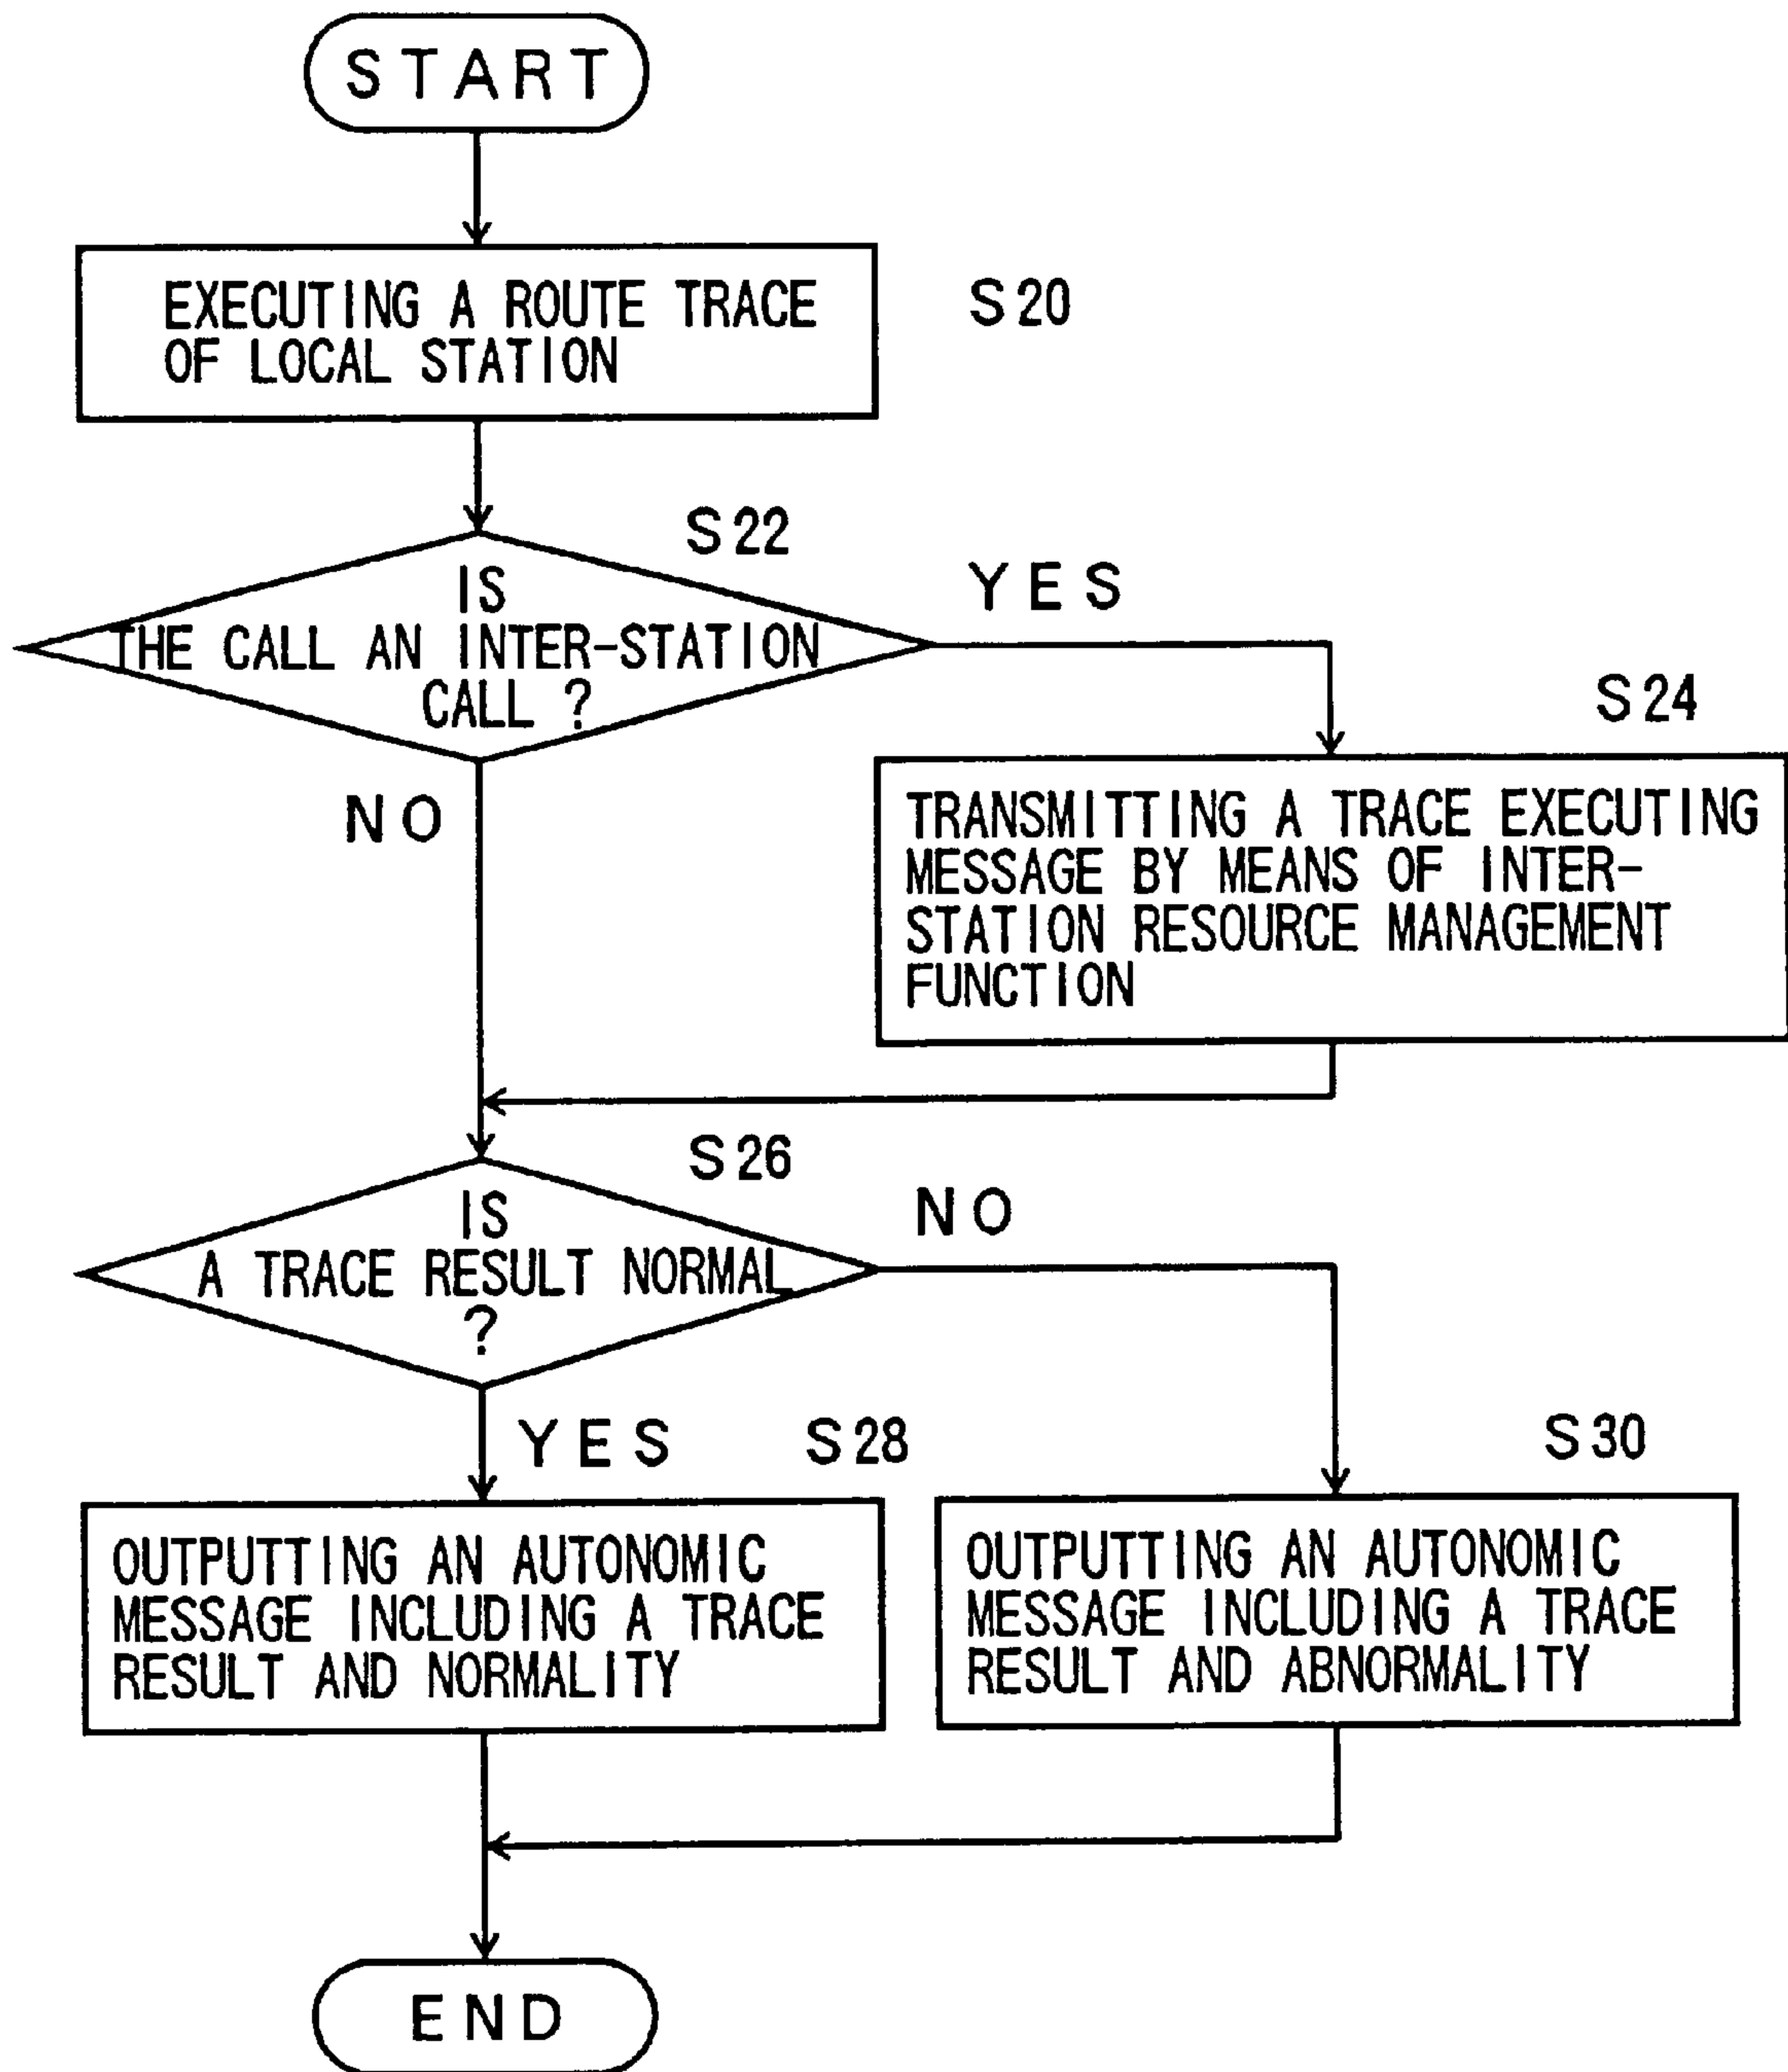 START
EXECUTING A ROUTE TRACE
OF LOCAL STATION
S20
S22
IS
THE CALL AN INTER-STATION
CALL ?
YES
NO
S24
TRANSMITTING A TRACE EXECUTING
MESSAGE BY MEANS OF INTER-
STATION RESOURCE MANAGEMENT
FUNCTION
S26
IS
A TRACE RESULT NORMAL
?
NO
YES
S28
OUTPUTTING AN AUTONOMIC
MESSAGE INCLUDING A TRACE
RESULT AND NORMALITY
S30
OUTPUTTING AN AUTONOMIC
MESSAGE INCLUDING A TRACE
RESULT AND ABNORMALITY
END